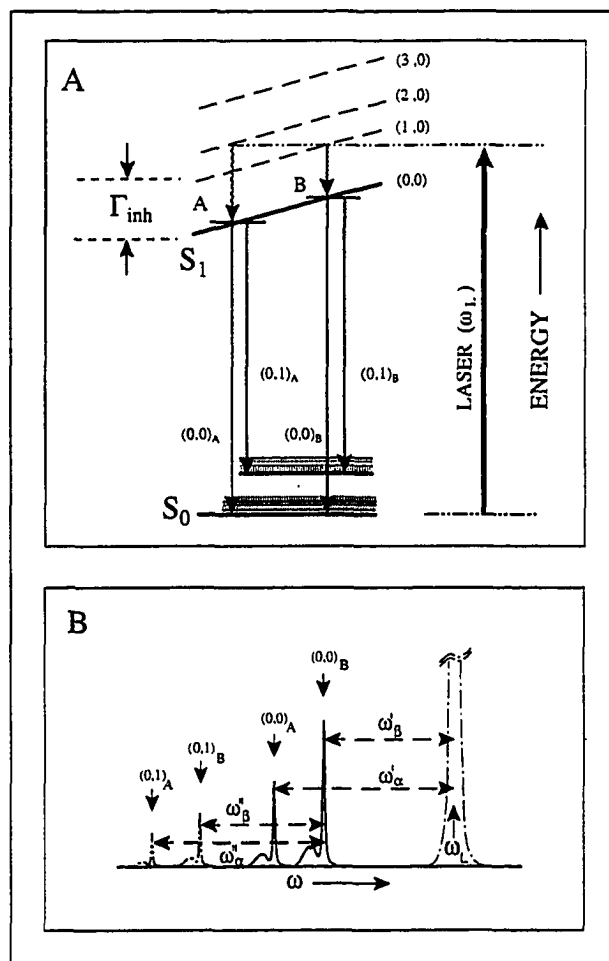 A
(3,0)
(2,0)
(1,0)
(0,0)
Γinh
A
B
S1
LASER (ωL)
ENERGY
(0,1)A
(0,1)B
(0,0)A
(0,0)B
S0
B
(0,0)B
(0,0)A
(0,1)B
(0,1)A
ω'β
ω'α
ω"β
ω"α
ωL
ω